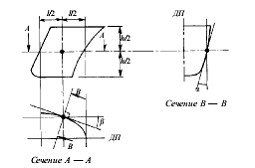 l/2 l/2
ДП
A A
h/2
h/2
B
β
ДП
B
Сечение В — В
Сечение А — А